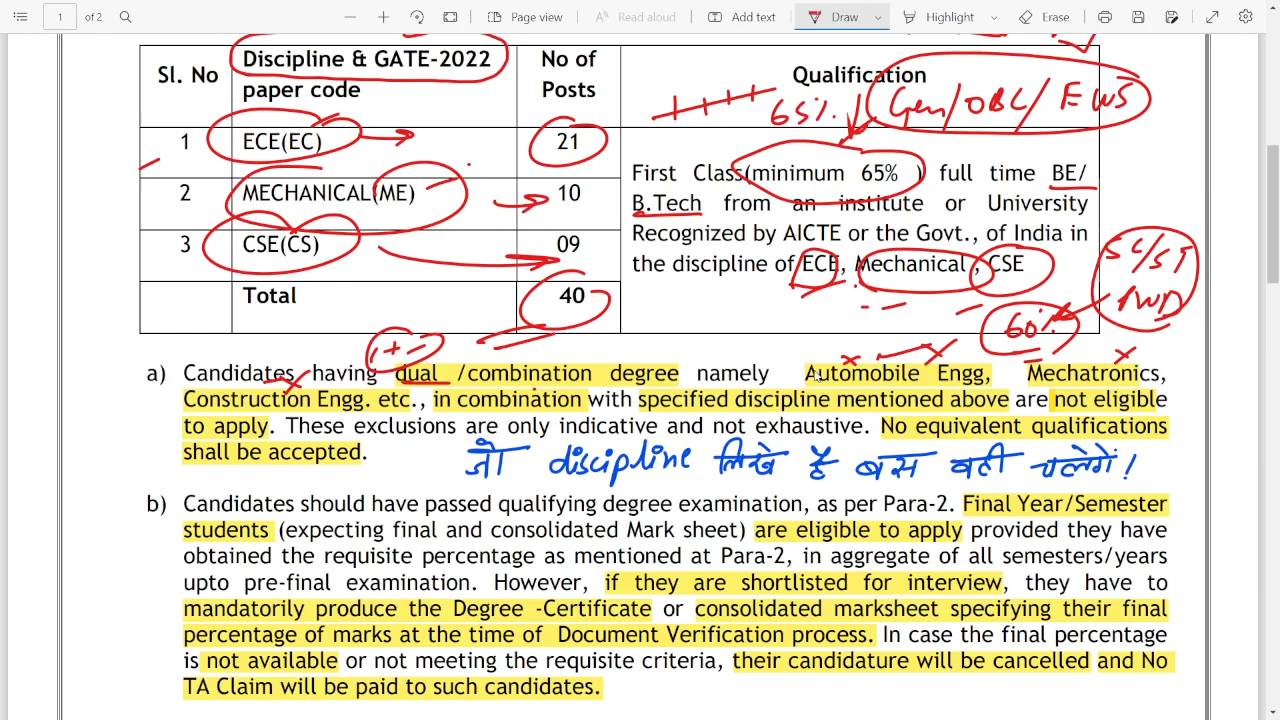 1 of 2 Page view Read aloud Add text Draw Highlight Erase
Sl. No Discipline & GATE-2022 paper code No of Posts Qualification
65% Gen/OBC/EWS
1 ECE(EC) 21
2 MECHANICAL(ME) 10
3 CSE(CS) 09
Total 40
First Class(minimum 65% ) full time BE/
B.Tech from an institute or University
Recognized by AICTE or the Govt., of India in
the discipline of ECE, Mechanical , CSE
SC/ST
PWD
60%
a) Candidates having dual /combination degree namely Automobile Engg, Mechatronics,
Construction Engg. etc., in combination with specified discipline mentioned above are not eligible
to apply. These exclusions are only indicative and not exhaustive. No equivalent qualifications
shall be accepted.
जो discipline लिखे है बस वही चलेगें!
b) Candidates should have passed qualifying degree examination, as per Para-2. Final Year/Semester
students (expecting final and consolidated Mark sheet) are eligible to apply provided they have
obtained the requisite percentage as mentioned at Para-2, in aggregate of all semesters/years
upto pre-final examination. However, if they are shortlisted for interview, they have to
mandatorily produce the Degree -Certificate or consolidated marksheet specifying their final
percentage of marks at the time of Document Verification process. In case the final percentage
is not available or not meeting the requisite criteria, their candidature will be cancelled and No
TA Claim will be paid to such candidates.